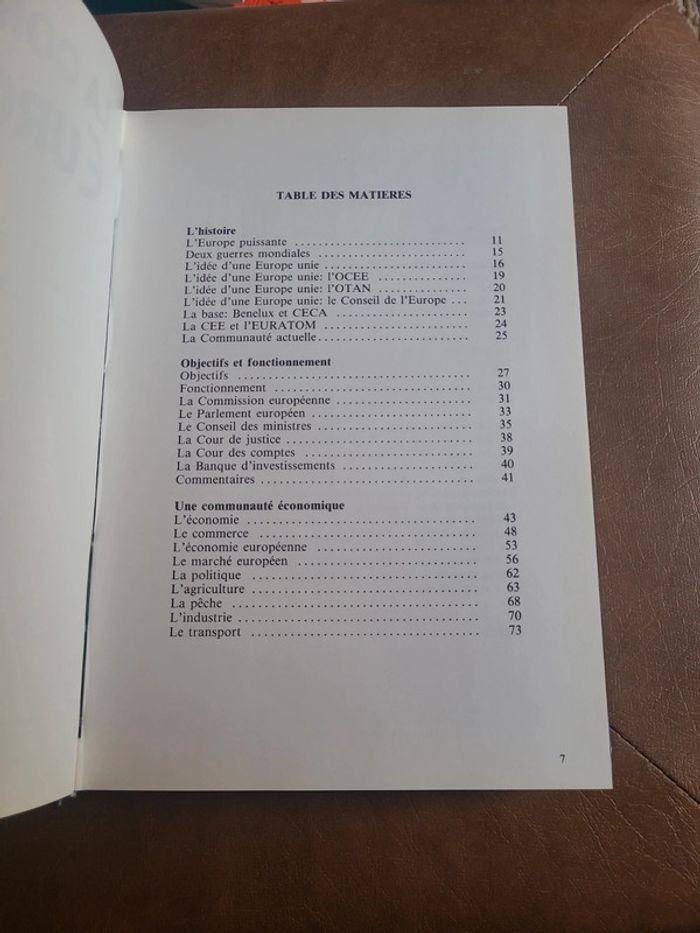 TABLE DES MATIERES
L'histoire
L'Europe puissante .............................. 11
Deux guerres mondiales .......................... 15
L'idée d'une Europe unie ......................... 16
L'idée d'une Europe unie: l'OCEE ................. 19
L'idée d'une Europe unie: l'OTAN ................. 20
L'idée d'une Europe unie: le Conseil de l'Europe ... 21
La base: Benelux et CECA ........................ 23
La CEE et l'EURATOM ............................ 24
La Communauté actuelle.......................... 25
Objectifs et fonctionnement
Objectifs ....................................... 27
Fonctionnement ................................. 30
La Commission européenne ....................... 31
Le Parlement européen ........................... 33
Le Conseil des ministres .......................... 35
La Cour de justice ............................... 38
La Cour des comptes ............................. 39
La Banque d'investissements ...................... 40
Commentaires ................................... 41
Une communauté économique
L'économie ..................................... 43
Le commerce .................................... 48
L'économie européenne .......................... 53
Le marché européen ............................. 56
La politique .................................... 62
L'agriculture .................................... 63
La pêche ....................................... 68
L'industrie ...................................... 70
Le transport .................................... 73
7